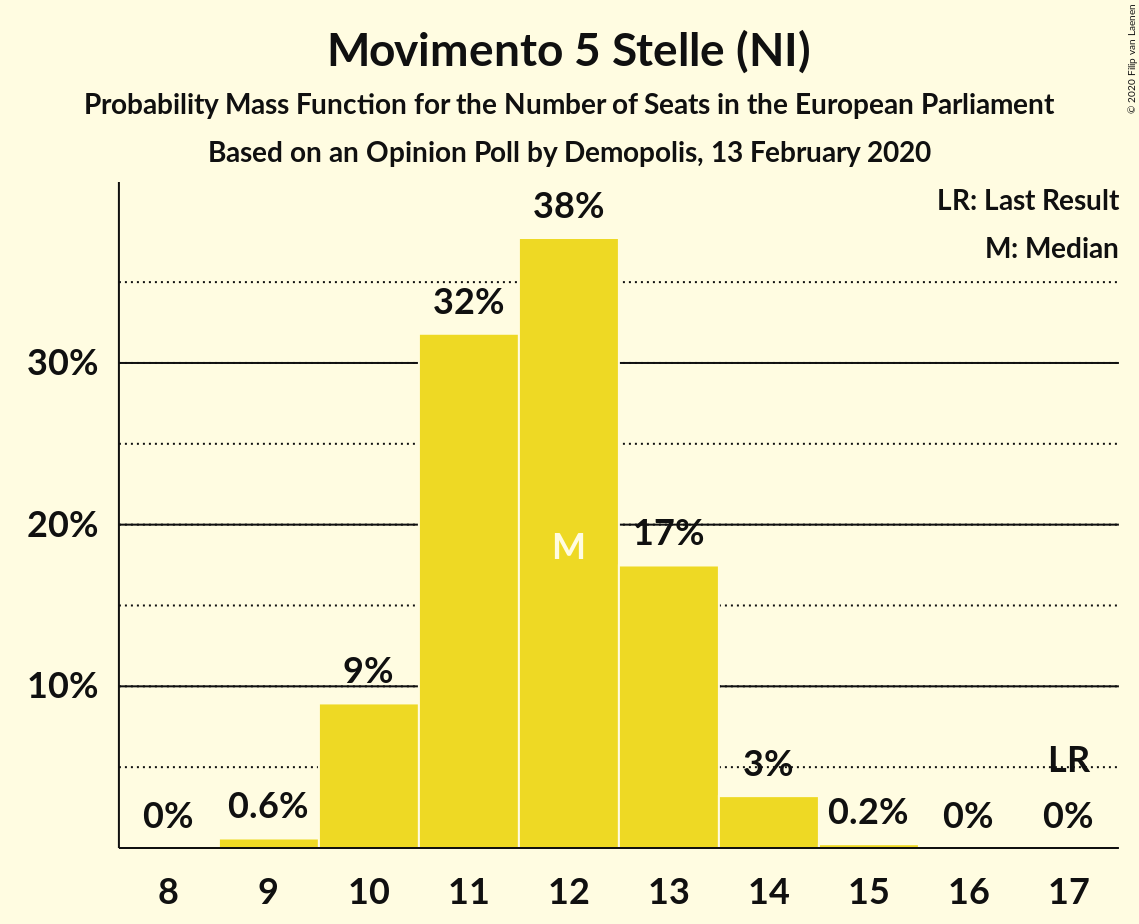 Movimento 5 Stelle (NI)
Probability Mass Function for the Number of Seats in the European Parliament
Based on an Opinion Poll by Demopolis, 13 February 2020
© 2020 Filip van Laenen
LR: Last Result
M: Median
38%
32%
30%
20%
17%
M
10%
9%
3%
LR
0%
0.6%
0.2%
0%
0%
8 9 10 11 12 13 14 15 16 17